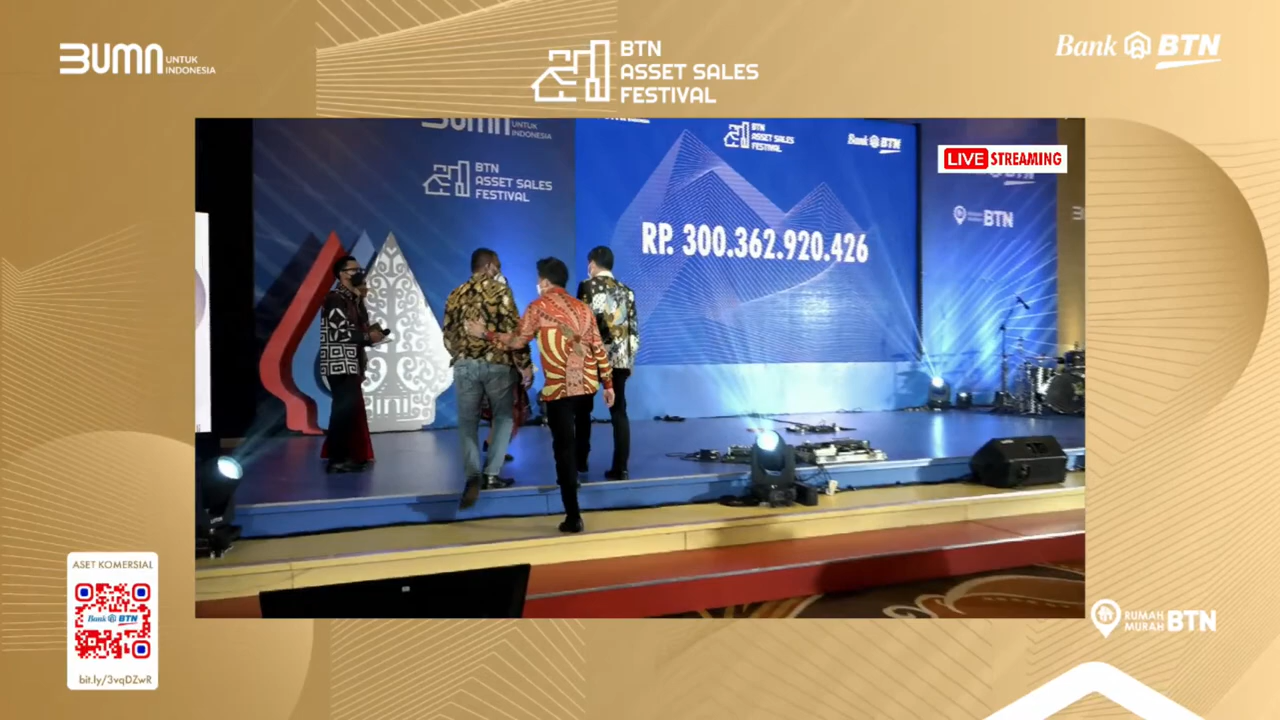 BUMN
UNTUK
INDONESIA
BTN
ASSET SALES
FESTIVAL
Bank BTN
BUMN UNTUK
INDONESIA
BTN
ASSET SALES
FESTIVAL
BTN
ASSET SALES
FESTIVAL
Bank BTN
RP. 300.362.920.426
LIVE STREAMING
BTN
BTN
ASET KOMERSIAL
Bank BTN
bit.ly/3vqDZwR
RUMAH
MURAH BTN